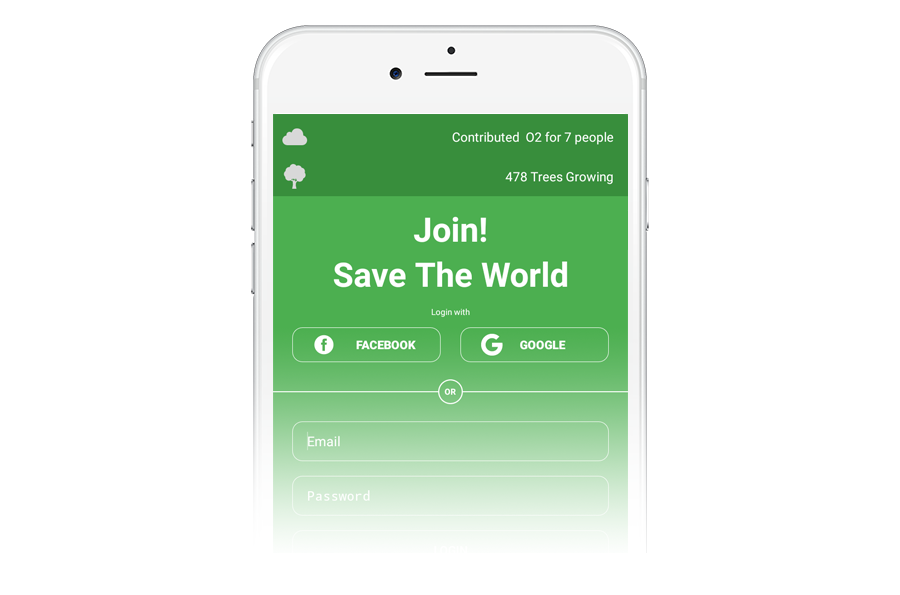 Contributed  O2 for 7 people
478 Trees Growing
Join!
Save The World
Login with
FACEBOOK
GOOGLE
OR
Email
Password